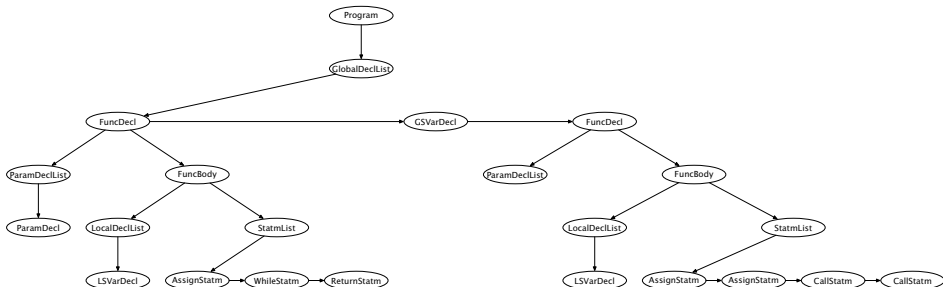 Program
GlobalDeclList
FuncDecl GSVarDecl FuncDecl
ParamDeclList FuncBody ParamDeclList FuncBody
ParamDecl LocalDeclList StatmList LocalDeclList StatmList
LSVarDecl AssignStatm WhileStatm ReturnStatm LSVarDecl AssignStatm AssignStatm CallStatm CallStatm